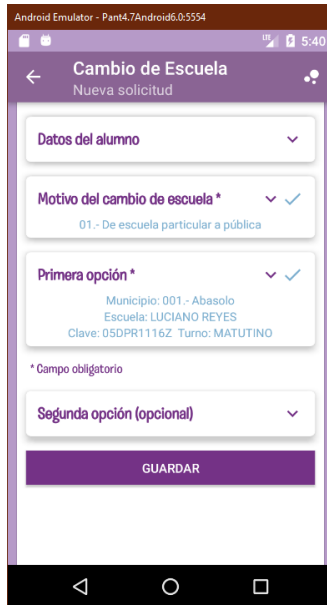 Android Emulator - Pant4.7Android6.0:5554
LTE 5:40
Cambio de Escuela
Nueva solicitud
Datos del alumno
Motivo del cambio de escuela *
01.- De escuela particular a pública
Primera opción *
Municipio: 001.- Abasolo
Escuela: LUCIANO REYES
Clave: 05DPR1116Z Turno: MATUTINO
* Campo obligatorio
Segunda opción (opcional)
GUARDAR